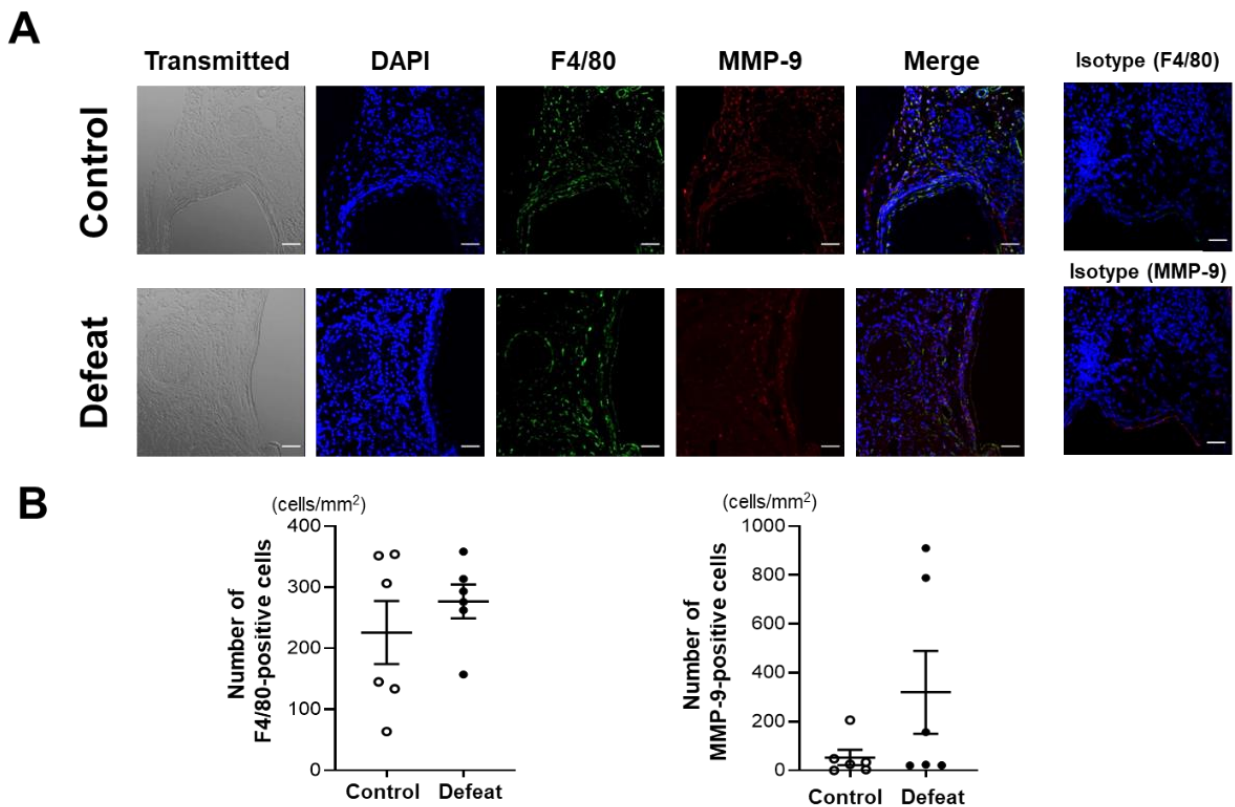 A
Transmitted DAPI F4/80 MMP-9 Merge Isotype (F4/80)
Control
Isotype (MMP-9)
Defeat
B
(cells/mm²)
400
300
200
100
0
Number of
F4/80-positive cells
Control Defeat
(cells/mm²)
1000
800
600
400
200
0
Number of
MMP-9-positive cells
Control Defeat